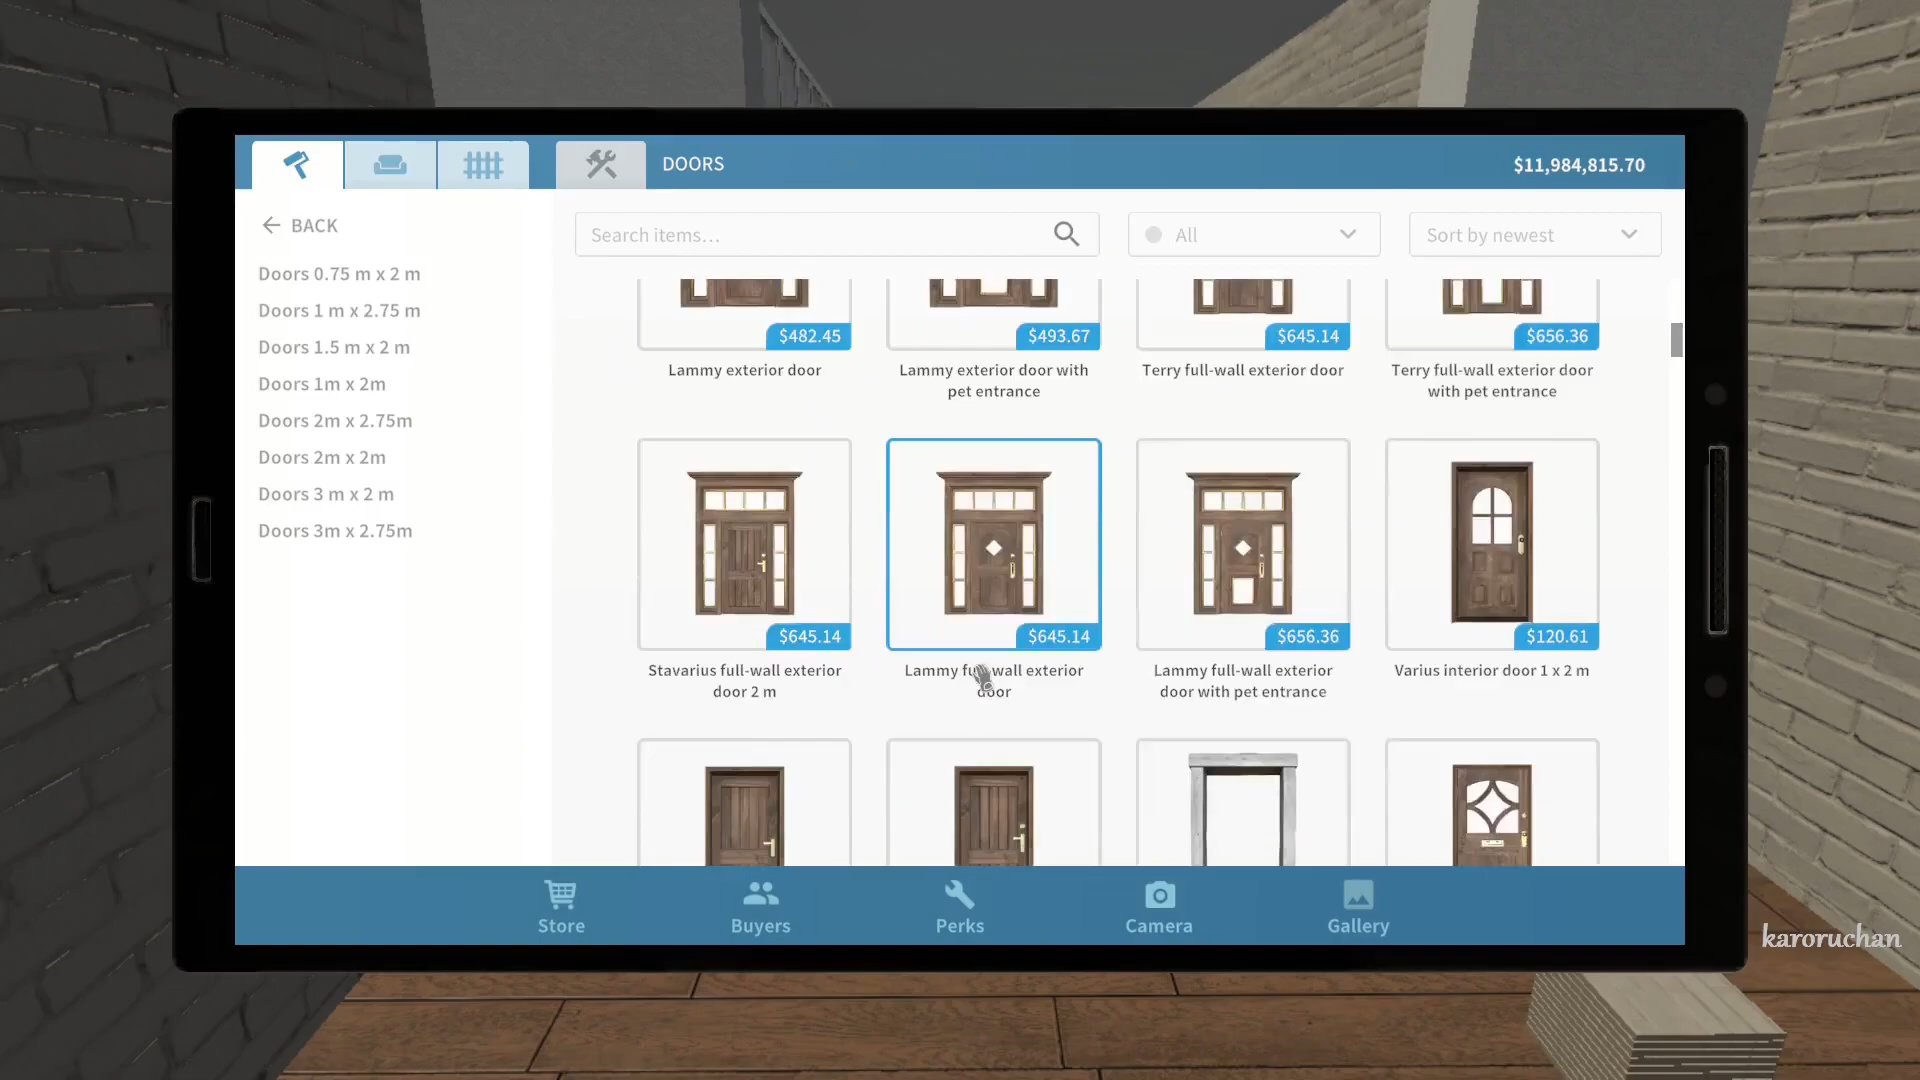 DOORS
$11,984,815.70
BACK
Search items...
All
Sort by newest
Doors 0.75 m x 2 m
Doors 1 m x 2.75 m
Doors 1.5 m x 2 m
Doors 1m x 2m
Doors 2m x 2.75m
Doors 2m x 2m
Doors 3 m x 2 m
Doors 3m x 2.75m
$482.45
$493.67
$645.14
$656.36
Lammy exterior door
Lammy exterior door with
pet entrance
Terry full-wall exterior door
Terry full-wall exterior door
with pet entrance
$645.14
$645.14
$656.36
$120.61
Stavarius full-wall exterior
door 2 m
Lammy full-wall exterior
door
Lammy full-wall exterior
door with pet entrance
Varius interior door 1 x 2 m
Store
Buyers
Perks
Camera
Gallery
karoruchan